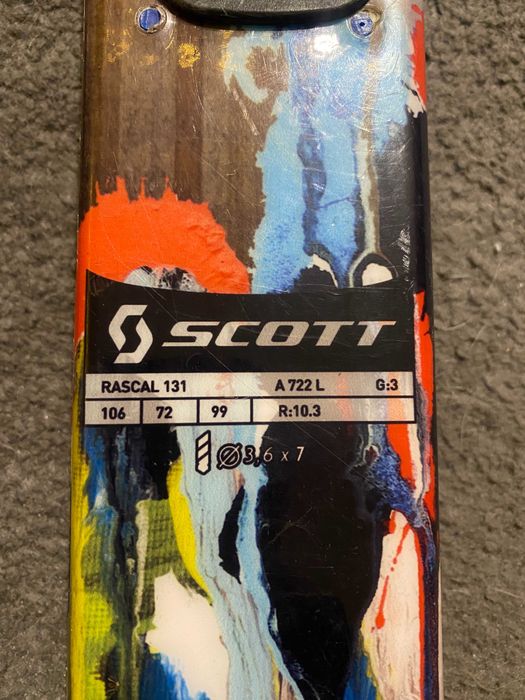 SCOTT
RASCAL 131 A 722 L G:3
106 72 99 R:10.3
Ø3,6 x 7